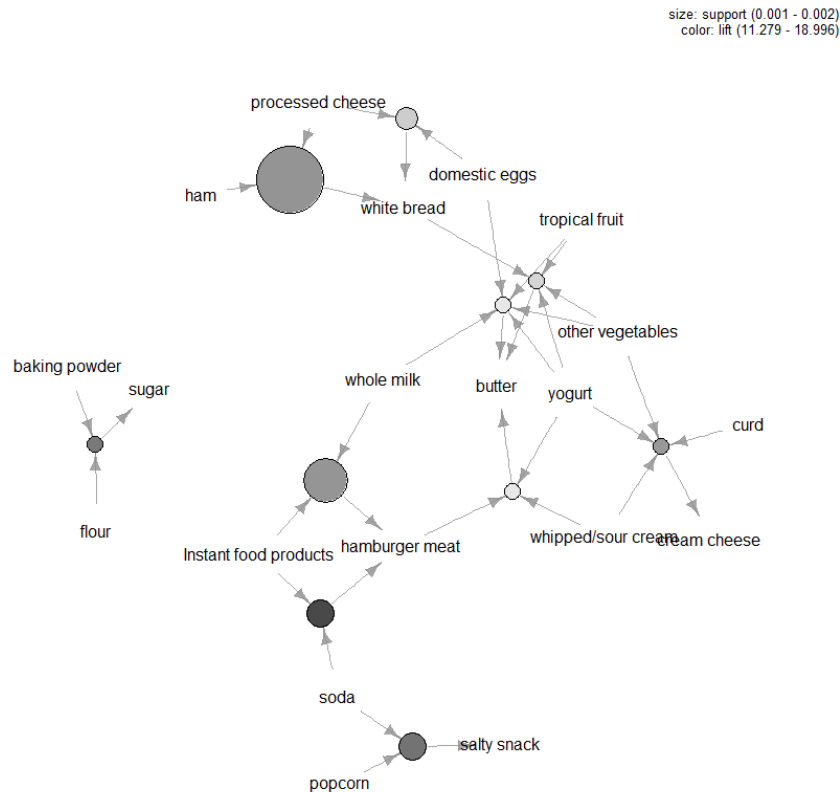 size: support (0.001 - 0.002)
color: lift (11.279 - 18.996)
processed cheese
domestic eggs
ham
white bread
tropical fruit
other vegetables
baking powder
sugar
whole milk
butter
yogurt
curd
flour
Instant food products
hamburger meat
whipped/sour cream
cream cheese
soda
salty snack
popcorn